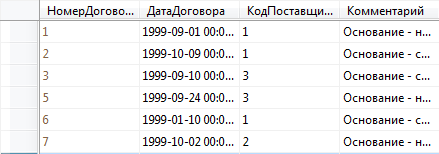 НомерДогово... ДатаДоговора КодПоставщи... Комментарий
1 1999-09-01 00:0... 1 Основание - н...
2 1999-10-09 00:0... 1 Основание - с...
3 1999-09-10 00:0... 3 Основание - с...
5 1999-09-24 00:0... 3 Основание - н...
6 1999-01-10 00:0... 1 Основание - с...
7 1999-10-02 00:0... 2 Основание - н...